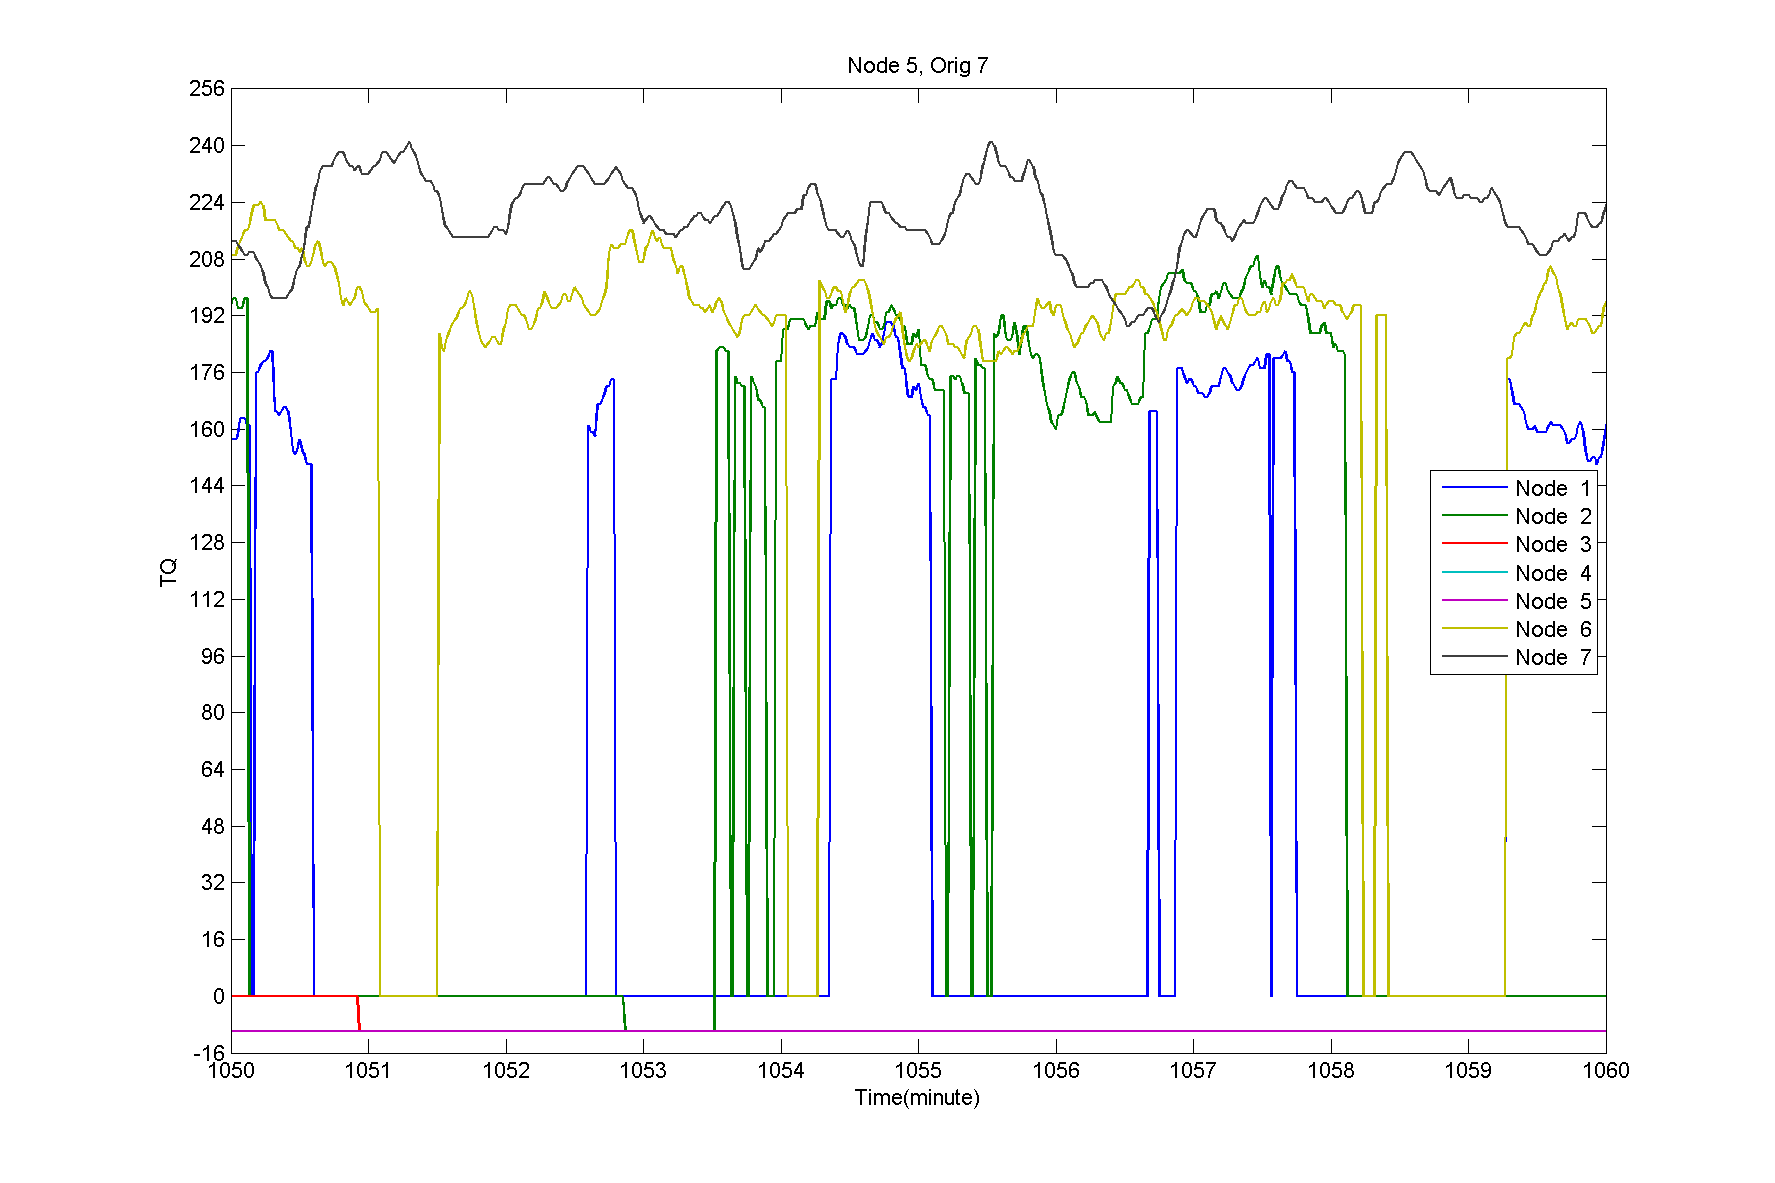 Node 5, Orig 7
256
240
224
208
192
176
160
144
128
112
96
80
64
48
32
16
0
-16
TQ
Node 1
Node 2
Node 3
Node 4
Node 5
Node 6
Node 7
1050 1051 1052 1053 1054 1055 1056 1057 1058 1059 1060
Time(minute)